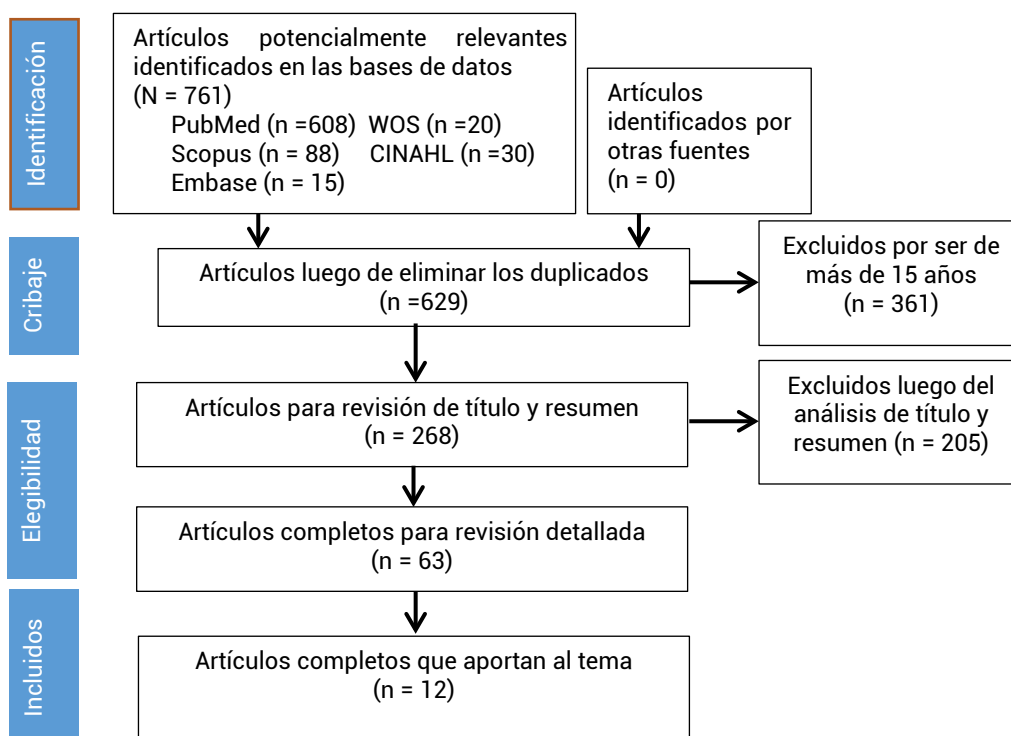 Identificación
Artículos potencialmente relevantes
identificados en las bases de datos
(N = 761)
PubMed (n =608) WOS (n =20)
Scopus (n = 88) CINAHL (n =30)
Embase (n = 15)
Artículos
identificados por
otras fuentes
(n = 0)
Cribaje
Artículos luego de eliminar los duplicados
(n =629)
Excluidos por ser de
más de 15 años
(n = 361)
Elegibilidad
Artículos para revisión de título y resumen
(n = 268)
Excluidos luego del
análisis de título y
resumen (n = 205)
Artículos completos para revisión detallada
(n = 63)
Incluidos
Artículos completos que aportan al tema
(n = 12)